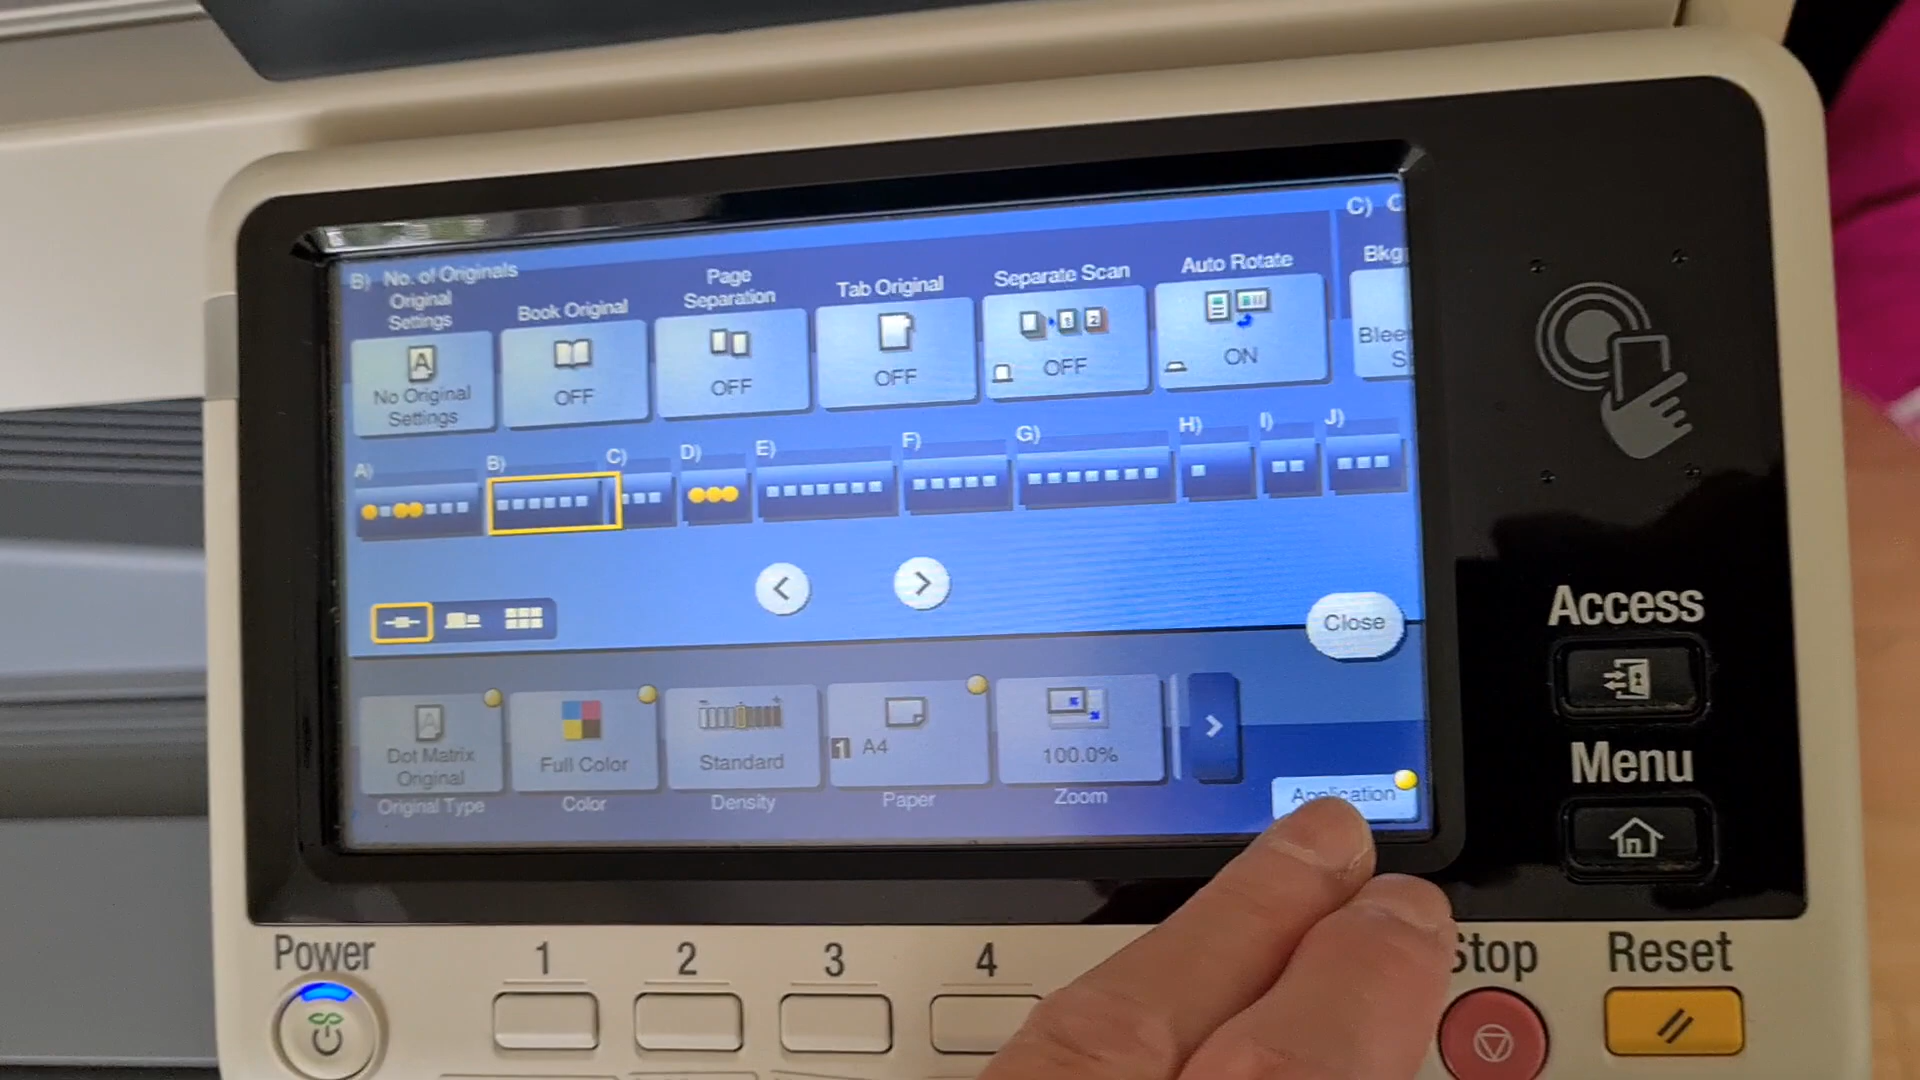 B) No. of Originals
C) C
Original
Settings
Book Original
Page
Separation
Tab Original
Separate Scan
Auto Rotate
Bkg
No Original
Settings
OFF
OFF
OFF
OFF
ON
Blee
S
A)
B)
C)
D)
E)
F)
G)
H)
I)
J)
Close
Dot Matrix
Original
Full Color
Standard
1 A4
100.0%
Original Type
Color
Density
Paper
Zoom
Application
Access
Menu
Power
1
2
3
4
Stop
Reset